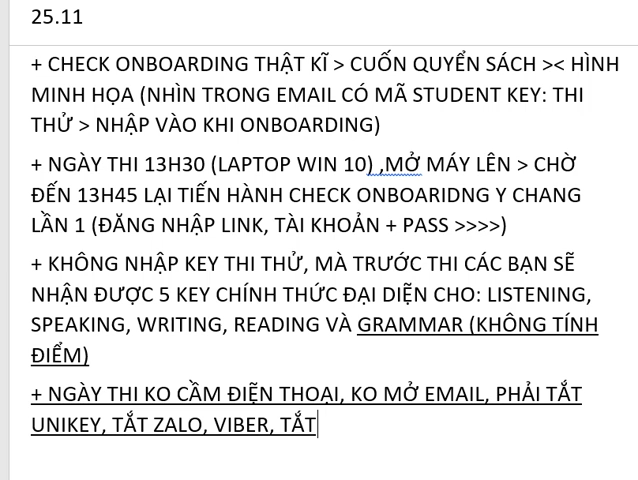 25.11
+ CHECK ONBOARDING THẬT KĨ > CUỐN QUYỂN SÁCH >< HÌNH
MINH HỌA (NHÌN TRONG EMAIL CÓ MÃ STUDENT KEY: THI
THỬ > NHẬP VÀO KHI ONBOARDING)
+ NGÀY THI 13H30 (LAPTOP WIN 10) ,MỞ MÁY LÊN > CHỜ
ĐẾN 13H45 LẠI TIẾN HÀNH CHECK ONBOARIDNG Y CHANG
LẦN 1 (ĐĂNG NHẬP LINK, TÀI KHOẢN + PASS >>>>)
+ KHÔNG NHẬP KEY THI THỬ, MÀ TRƯỚC THI CÁC BẠN SẼ
NHẬN ĐƯỢC 5 KEY CHÍNH THỨC ĐẠI DIỆN CHO: LISTENING,
SPEAKING, WRITING, READING VÀ GRAMMAR (KHÔNG TÍNH
ĐIỂM)
+ NGÀY THI KO CẦM ĐIỆN THOẠI, KO MỞ EMAIL, PHẢI TẮT
UNIKEY, TẮT ZALO, VIBER, TẮT